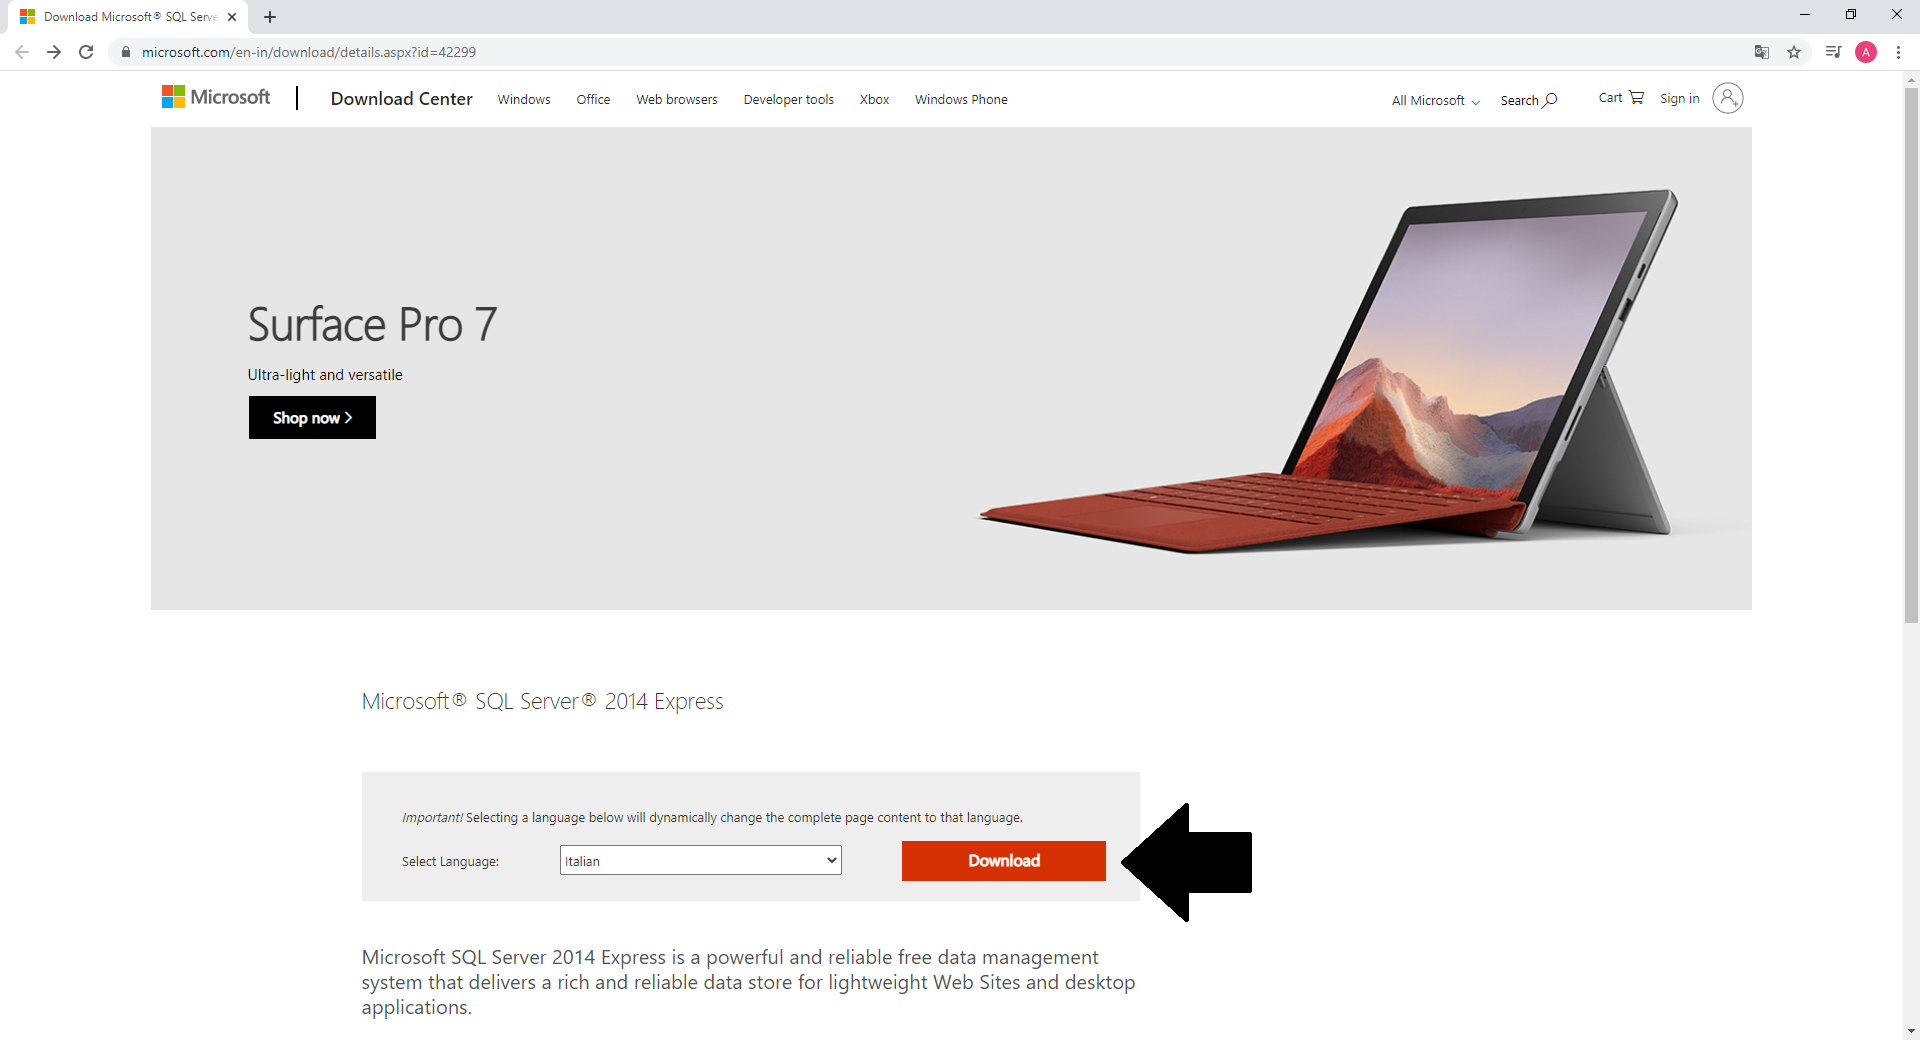 Download Microsoft® SQL Serve
microsoft.com/en-in/download/details.aspx?id=42299
A
Microsoft
Download Center
Windows
Office
Web browsers
Developer tools
Xbox
Windows Phone
All Microsoft
Search
Cart
Sign in
Surface Pro 7
Ultra-light and versatile
Shop now
Microsoft® SQL Server® 2014 Express
Important! Selecting a language below will dynamically change the complete page content to that language.
Select Language:
Italian
Download
Microsoft SQL Server 2014 Express is a powerful and reliable free data management
system that delivers a rich and reliable data store for lightweight Web Sites and desktop
applications.